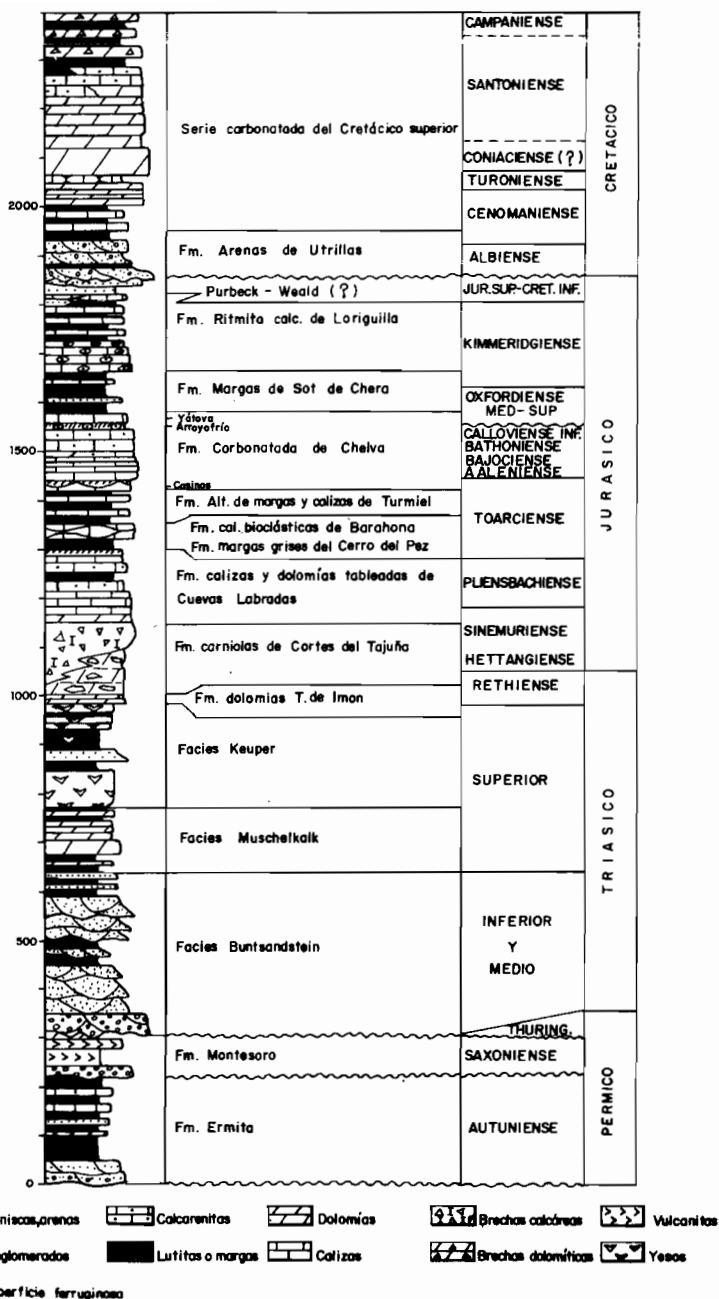 CAMPANIENSE
SANTONIENSE
Serie carbonatada del Cretácico superior
CONIACIENSE (?)
TURONIENSE
2000
CENOMANIENSE
Fm. Arenas de Utrillas
ALBIENSE
CRETACICO
Purbeck - Weald (?)
JUR.SUP.-CRET. INF.
Fm. Ritmita calc. de Loriguilla
KIMMERIDGIENSE
Fm. Margas de Sot de Chera
OXFORDIENSE
MED-SUP
Yátova
Arroyofrío
CALLOVIENSE INF.
Fm. Carbonatada de Chelva
BATHONIENSE
1500
BAJOCIENSE
AALENIENSE
Casinos
Fm. Alt. de margas y calizas de Turmiel
TOARCIENSE
Fm. cal. bioclásticas de Barahona
Fm. margas grises del Cerro del Pez
Fm. calizas y dolomías tableadas de
Cuevas Labradas
PLIENSBACHIENSE
SINEMURIENSE
Fm. carniolas de Cortes del Tajuña
HETTANGIENSE
JURASICO
1000
Fm. dolomias T. de Imon
RETHIENSE
Facies Keuper
SUPERIOR
Facies Muschelkalk
TRIASICO
500
Facies Buntsandstein
INFERIOR
Y
MEDIO
THURING.
Fm. Montesoro
SAXONIENSE
Fm. Ermita
AUTUNIENSE
PERMICO
0
niscas,arenas Calcarenitas Dolomías Brechas calcáreas Vulcanitas
glomerados Lutitas o margas Calizas Brechas dolomíticas Yesos
perficie ferruginosa